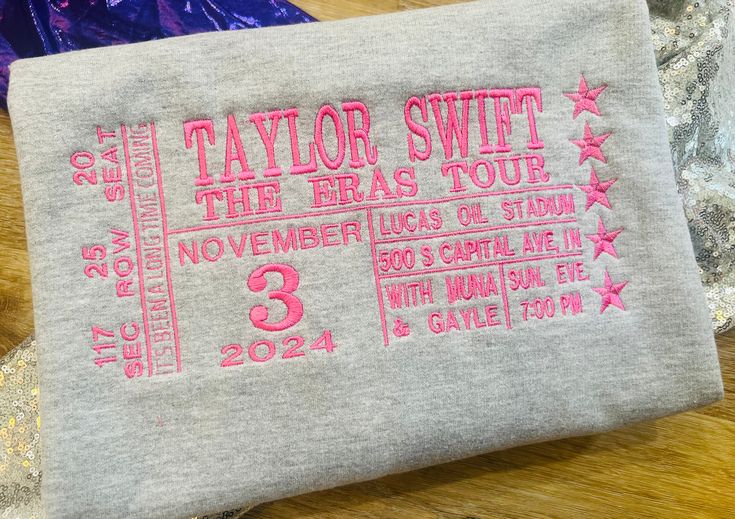 TAYLOR SWIFT
THE ERAS TOUR
NOVEMBER
3
2024
LUCAS OIL STADIUM
500 S CAPITAL AVE, IN
WITH MUNA
& GAYLE
SUN. EVE.
7:00 PM
IT'S BEEN A LONG TIME COMING
117 25 20
SEC ROW SEAT